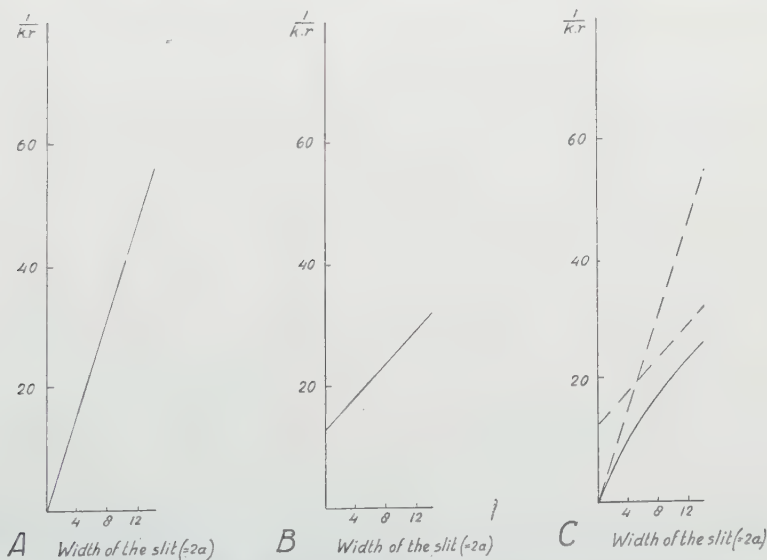 1
k.r
60
40
20
4 8 12
A Width of the slit (=2a)
1
k.r
60
40
20
4 8 12
B Width of the slit (=2a)
1
k.r
60
40
20
4 8 12
C Width of the slit (=2a)